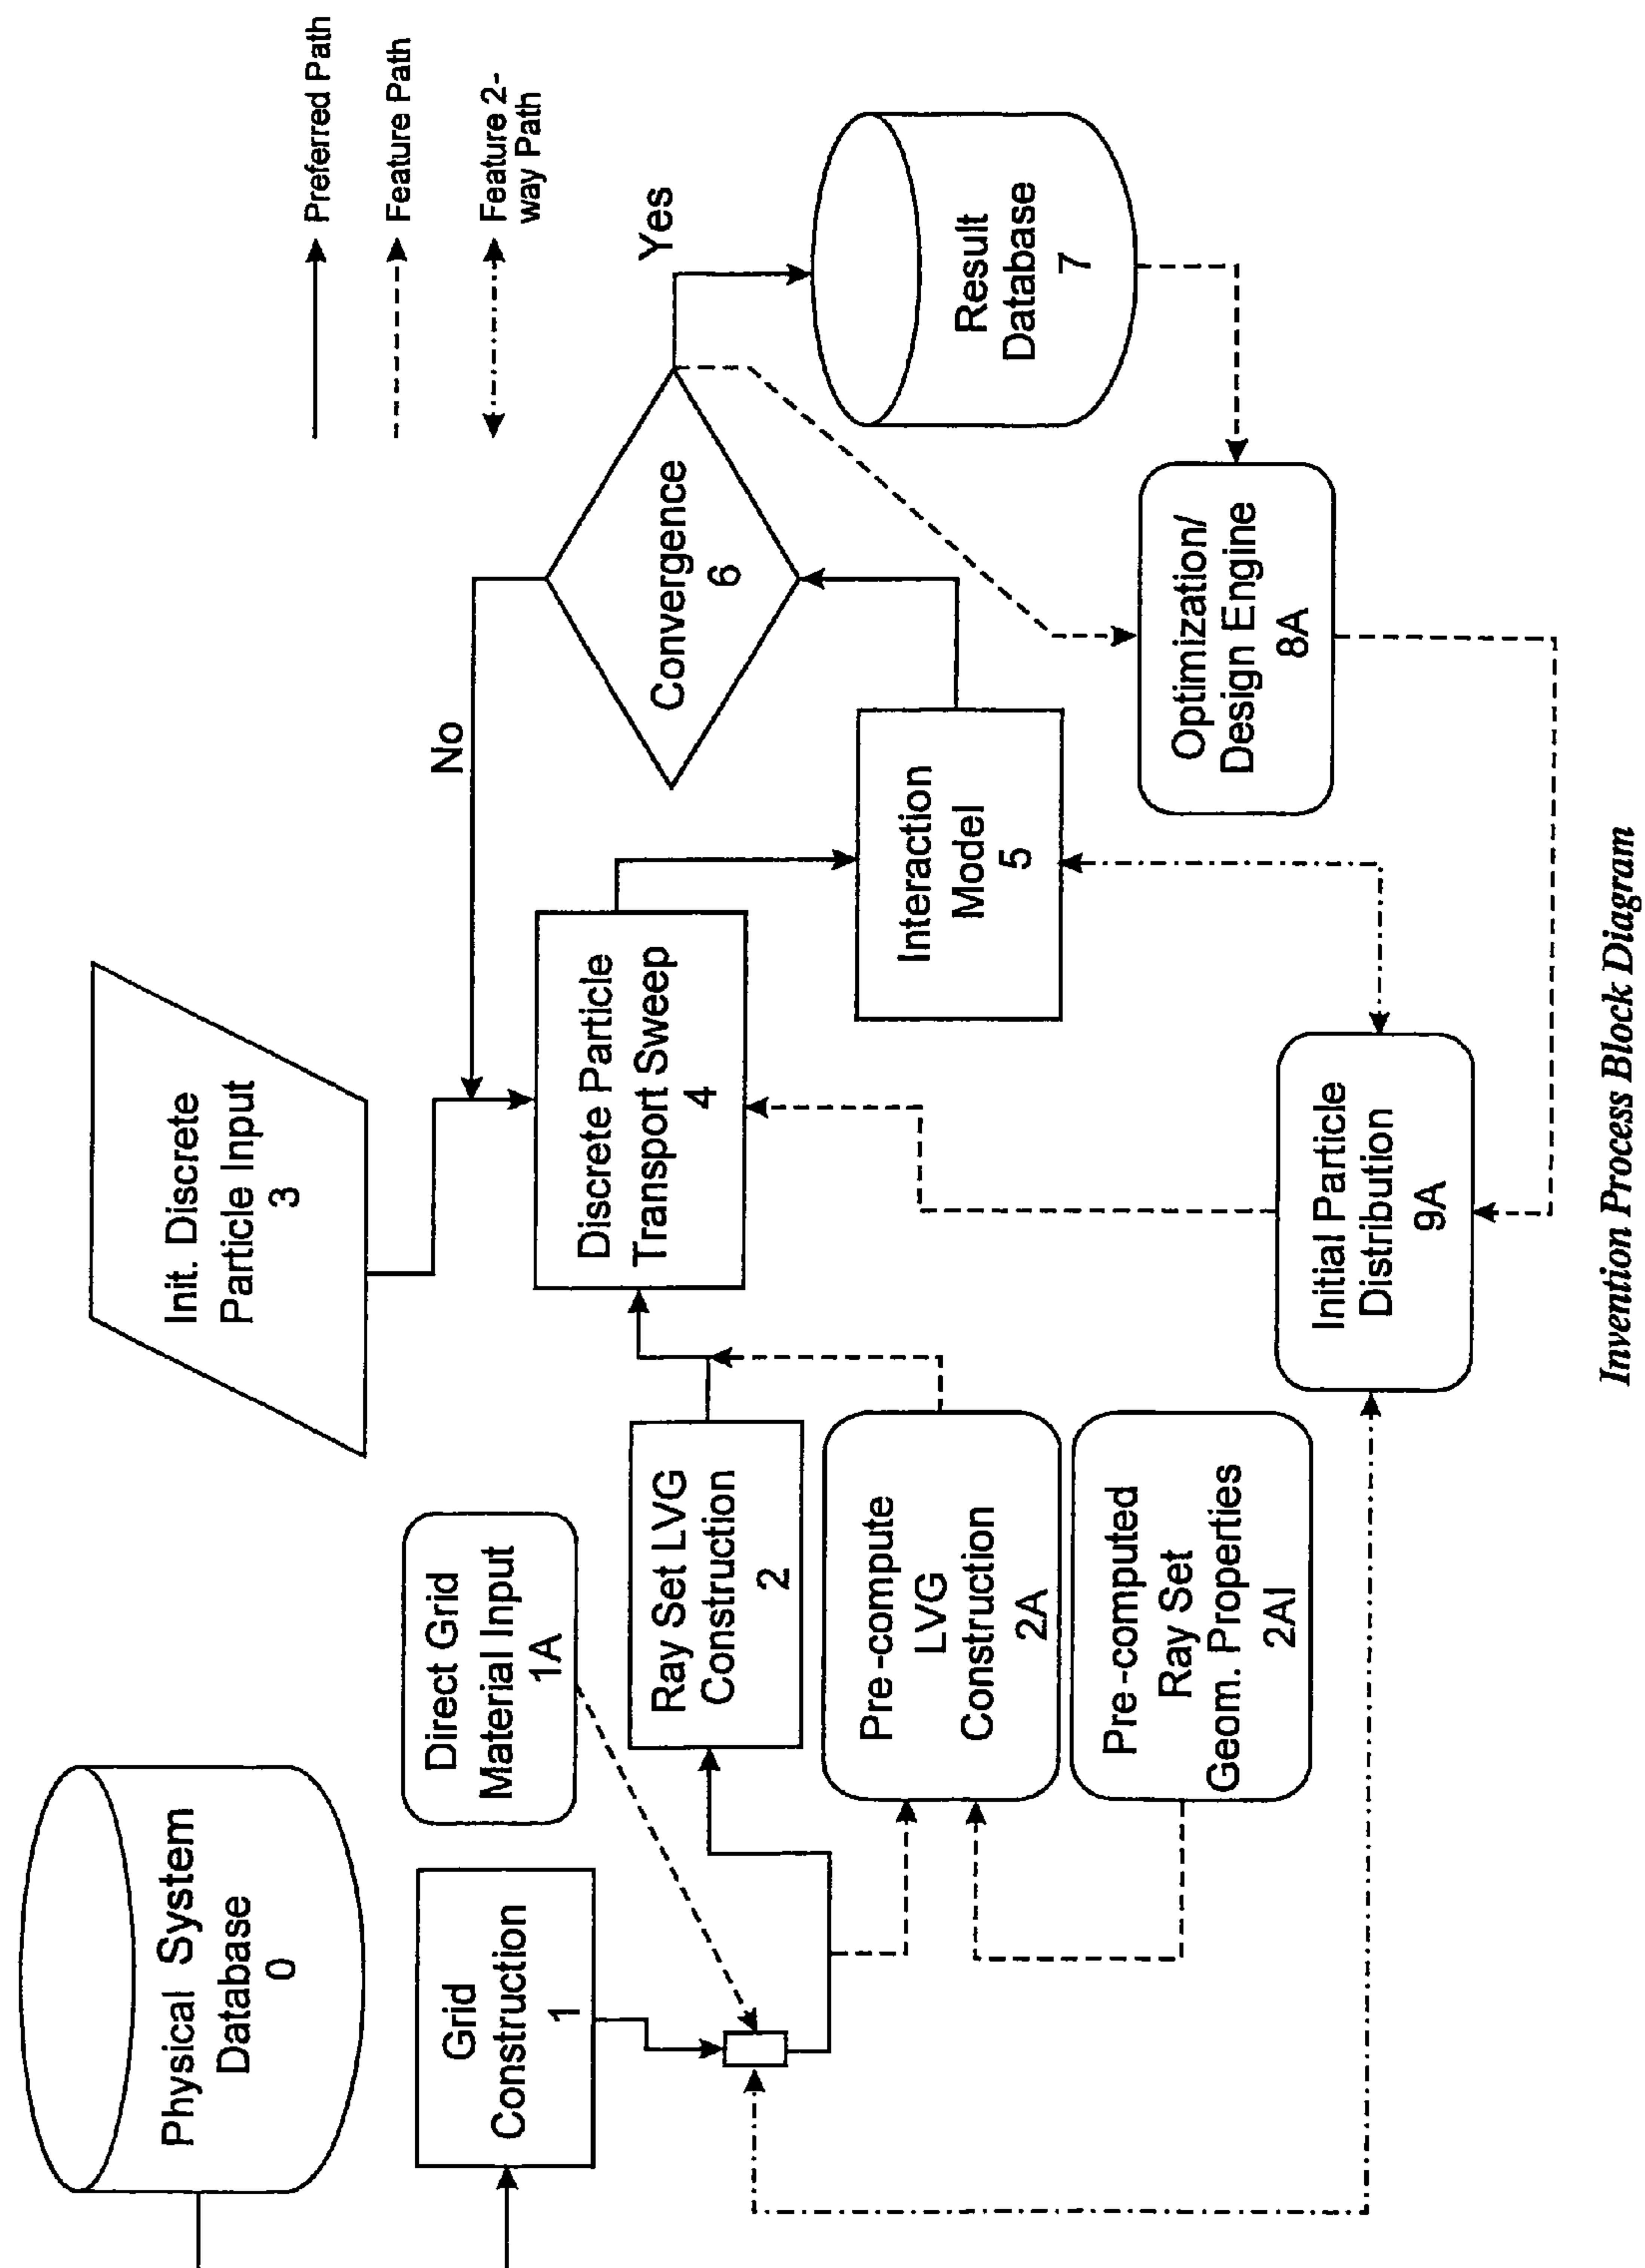 Physical System
Database
0
Grid
Construction
1
Direct Grid
Material Input
1A
Ray Set LVG
Construction
2
Pre-compute
LVG
Construction
2A
Pre-computed
Ray Set
Geom. Properties
2AI
Init. Discrete
Particle Input
3
Discrete Particle
Transport Sweep
4
Interaction
Model
5
No
Convergence
6
Yes
Result
Database
7
Optimization/
Design Engine
8A
Initial Particle
Distribution
9A
Preferred Path
Feature Path
Feature 2-
way Path
Invention Process Block Diagram